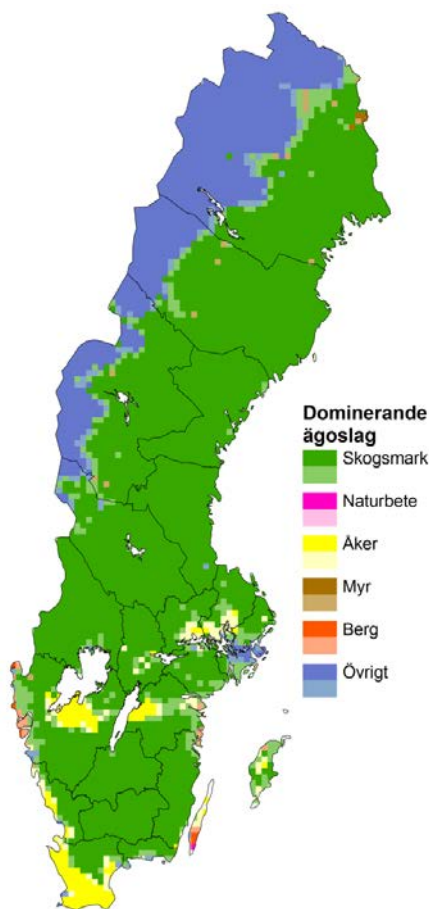 Dominerande
ägoslag
Skogsmark
Naturbete
Åker
Myr
Berg
Övrigt